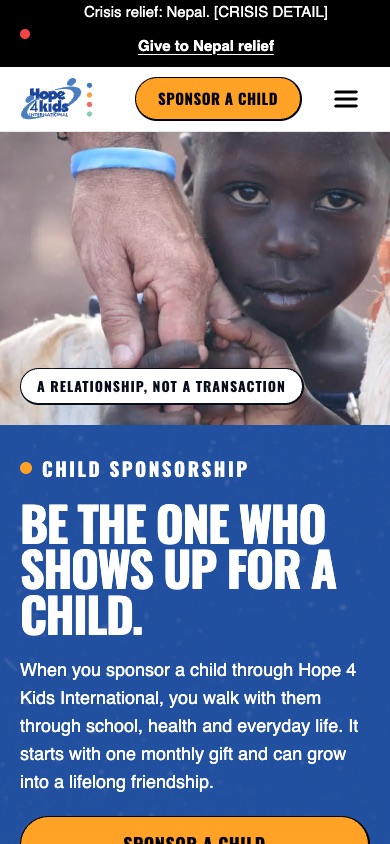 Crisis relief: Nepal. [CRISIS DETAIL]
Give to Nepal relief
Hope
4kids
INTERNATIONAL
SPONSOR A CHILD
A RELATIONSHIP, NOT A TRANSACTION
CHILD SPONSORSHIP
BE THE ONE WHO
SHOWS UP FOR A
CHILD.
When you sponsor a child through Hope 4
Kids International, you walk with them
through school, health and everyday life. It
starts with one monthly gift and can grow
into a lifelong friendship.
SPONSOR A CHILD